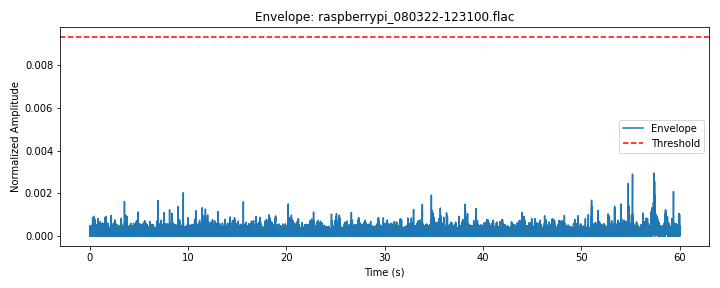 Envelope: raspberrypi_080322-123100.flac
Normalized Amplitude
0.008
0.006
0.004
0.002
0.000
Envelope
Threshold
0 10 20 30 40 50 60
Time (s)